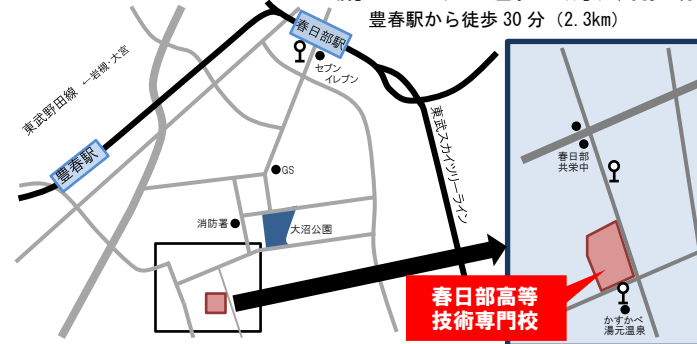 豊春駅から徒歩 30 分（2.3km）
春日部駅
セブン
イレブン
東武野田線 ←岩槻・大宮
豊春駅
東武スカイツリーライン
GS
消防署
大沼公園
春日部
共栄中
春日部高等
技術専門校
かすかべ
湯元温泉